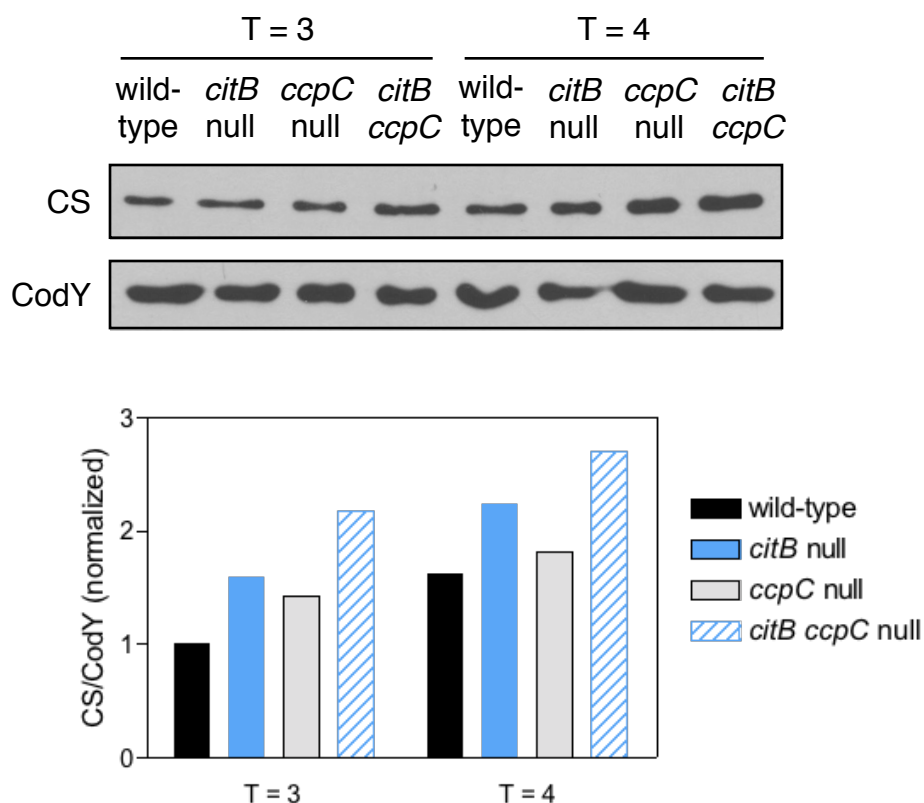 T = 3 T = 4
wild- citB ccpC citB wild- citB ccpC citB
type null null ccpC type null null ccpC
CS
CodY
3
2
1
0
CS/CodY (normalized)
T = 3 T = 4
wild-type
citB null
ccpC null
citB ccpC null